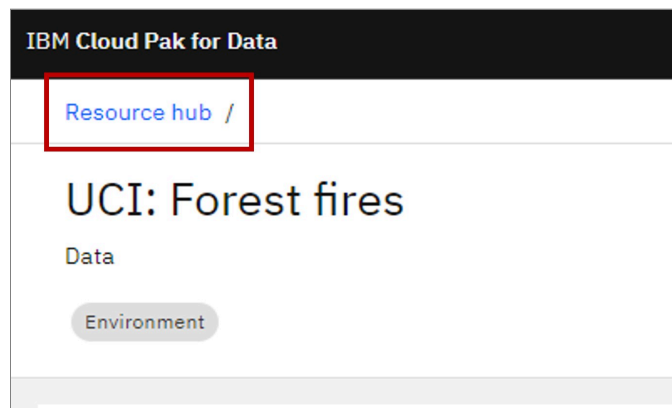 IBM Cloud Pak for Data
Resource hub /
UCI: Forest fires
Data
Environment